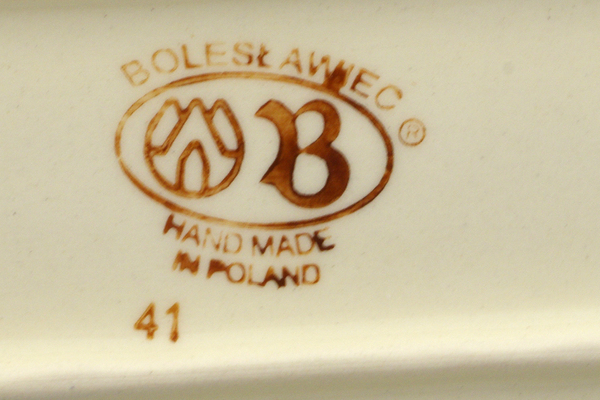 BOLESŁAWIEC ®
B
HAND MADE
IN POLAND
41